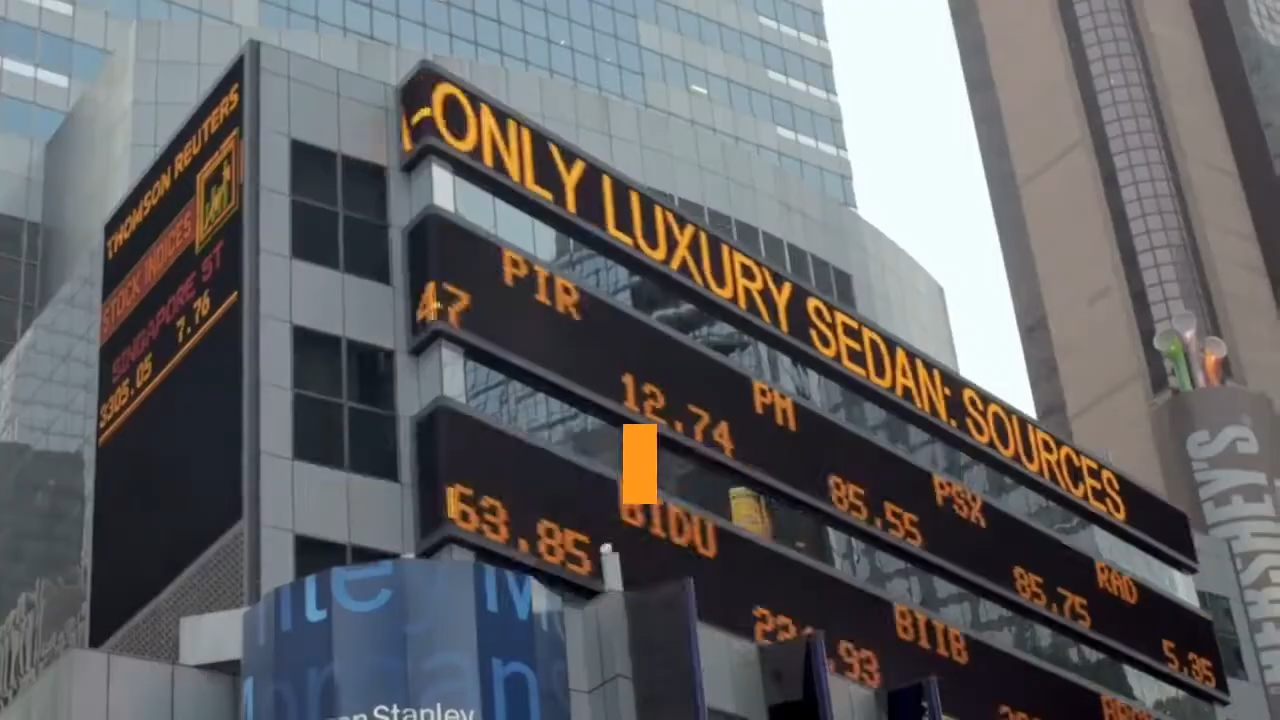 THOMSON REUTERS
STOCK INDICES
SINGAPORE ST
3305.05 7.76
-ONLY LUXURY SEDAN: SOURCES
47 PIR 12.74 PM 85.55 PSX 85.75 RAD 5.35
63.85 BIDU BIIB
Stanley
HERSHEY'S